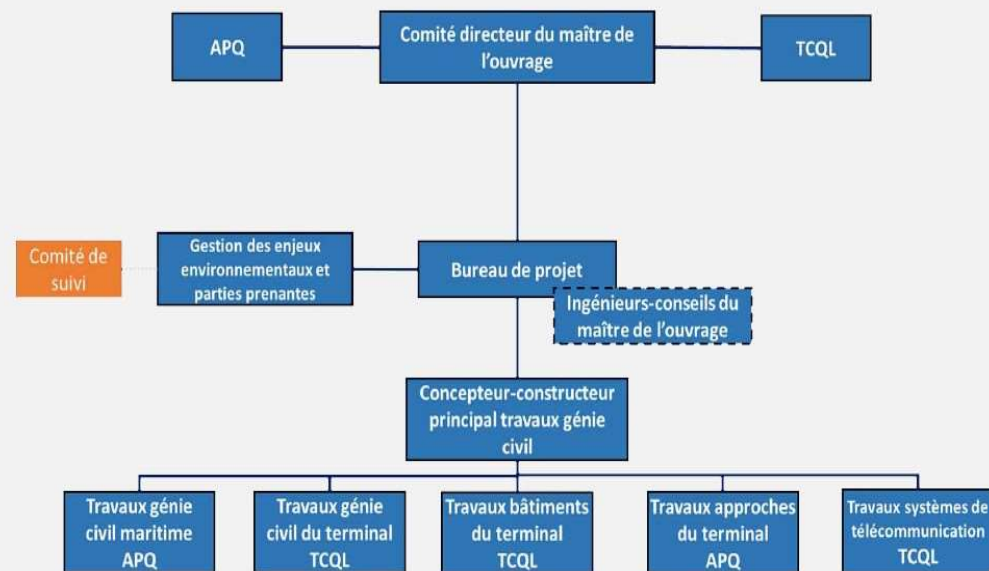 APQ
Comité directeur du maître de
l'ouvrage
TCQL
Comité de
suivi
Gestion des enjeux
environnementaux et
parties prenantes
Bureau de projet
Ingénieurs-conseils du
maître de l'ouvrage
Concepteur-constructeur
principal travaux génie
civil
Travaux génie
civil maritime
APQ
Travaux génie
civil du terminal
TCQL
Travaux bâtiments
du terminal
TCQL
Travaux approches
du terminal
APQ
Travaux systèmes de
télécommunication
TCQL